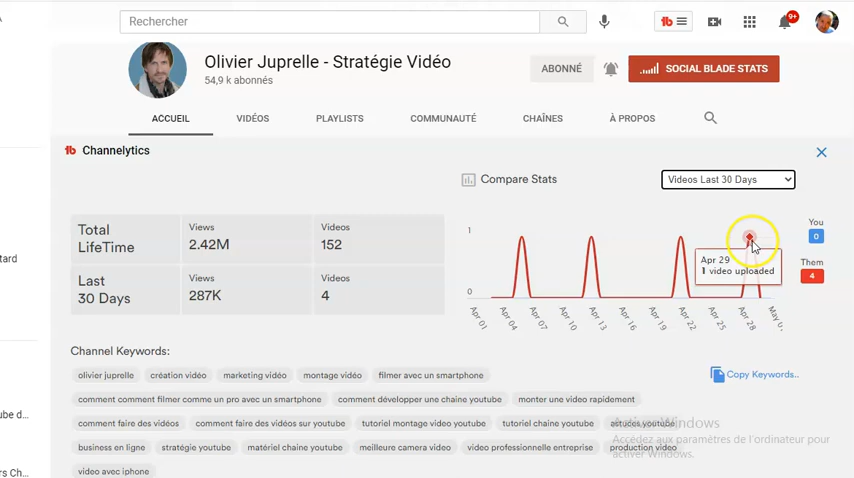 Rechercher
9+
Olivier Juprelle - Stratégie Vidéo
54,9 k abonnés
ABONNÉ
SOCIAL BLADE STATS
ACCUEIL VIDÉOS PLAYLISTS COMMUNAUTÉ CHAÎNES À PROPOS
Channelytics
Compare Stats
Videos Last 30 Days
Total LifeTime
Views
2.42M
Videos
152
Last 30 Days
Views
287K
Videos
4
1
0
Apr 29
1 video uploaded
Apr 01 Apr 04 Apr 07 Apr 10 Apr 13 Apr 16 Apr 19 Apr 22 Apr 25 Apr 28
You
0
Them
4
Channel Keywords:
Copy Keywords..
olivier juprelle création vidéo marketing vidéo montage vidéo filmer avec un smartphone
comment comment filmer comme un pro avec un smartphone comment développer une chaine youtube monter une video rapidement
comment faire des vidéos comment faire des vidéos sur youtube tutoriel montage video youtube tutoriel chaine youtube astuces youtube
business en ligne stratégie youtube matériel chaine youtube meilleure camera video video professionnelle entreprise production video
video avec iphone
Activer Windows
Accédez aux paramètres de l'ordinateur pour
activer Windows.
tard
ube d...
rs Ch...